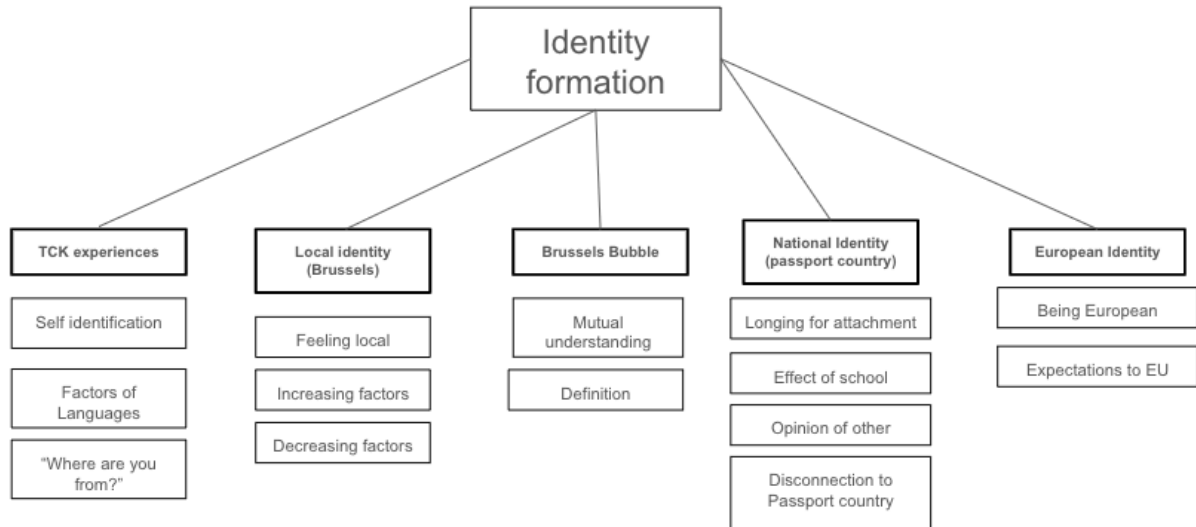 Identity
formation
TCK experiences
Self identification
Factors of
Languages
“Where are you
from?”
Local identity
(Brussels)
Feeling local
Increasing factors
Decreasing factors
Brussels Bubble
Mutual
understanding
Definition
National Identity
(passport country)
Longing for attachment
Effect of school
Opinion of other
Disconnection to
Passport country
European Identity
Being European
Expectations to EU